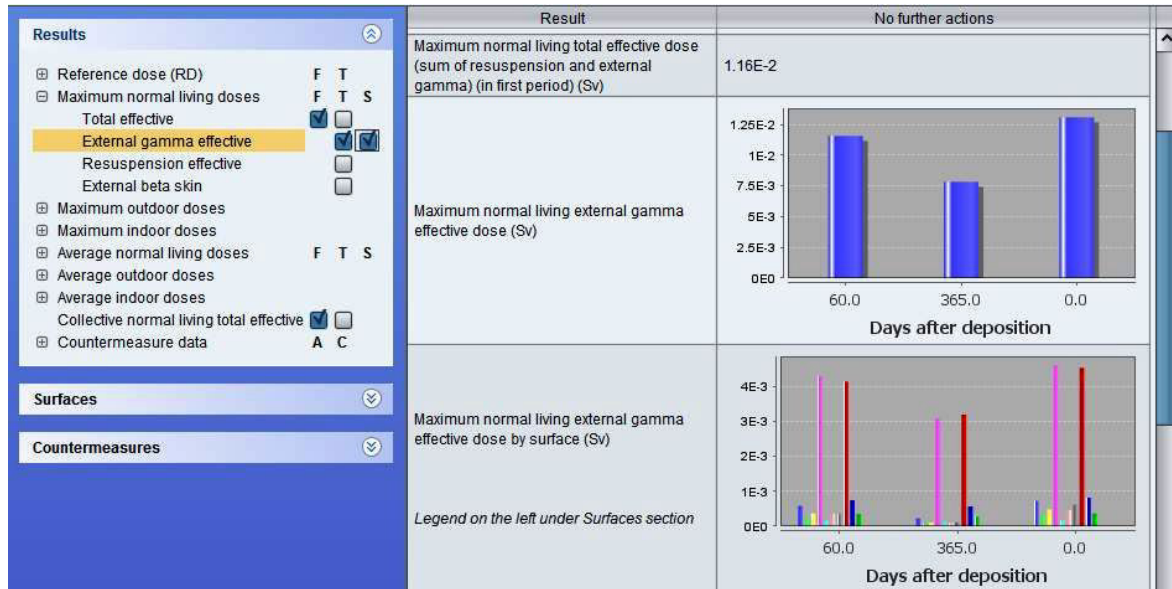 Results
Reference dose (RD) F T
Maximum normal living doses F T S
Total effective
External gamma effective
Resuspension effective
External beta skin
Maximum outdoor doses
Maximum indoor doses
Average normal living doses F T S
Average outdoor doses
Average indoor doses
Collective normal living total effective
Countermeasure data A C
Surfaces
Countermeasures
Result No further actions
Maximum normal living total effective dose
(sum of resuspension and external
gamma) (in first period) (Sv)
1.16E-2
Maximum normal living external gamma
effective dose (Sv)
1.25E-2
1E-2
7.5E-3
5E-3
2.5E-3
0E0
60.0 365.0 0.0
Days after deposition
Maximum normal living external gamma
effective dose by surface (Sv)
Legend on the left under Surfaces section
4E-3
3E-3
2E-3
1E-3
0E0
60.0 365.0 0.0
Days after deposition